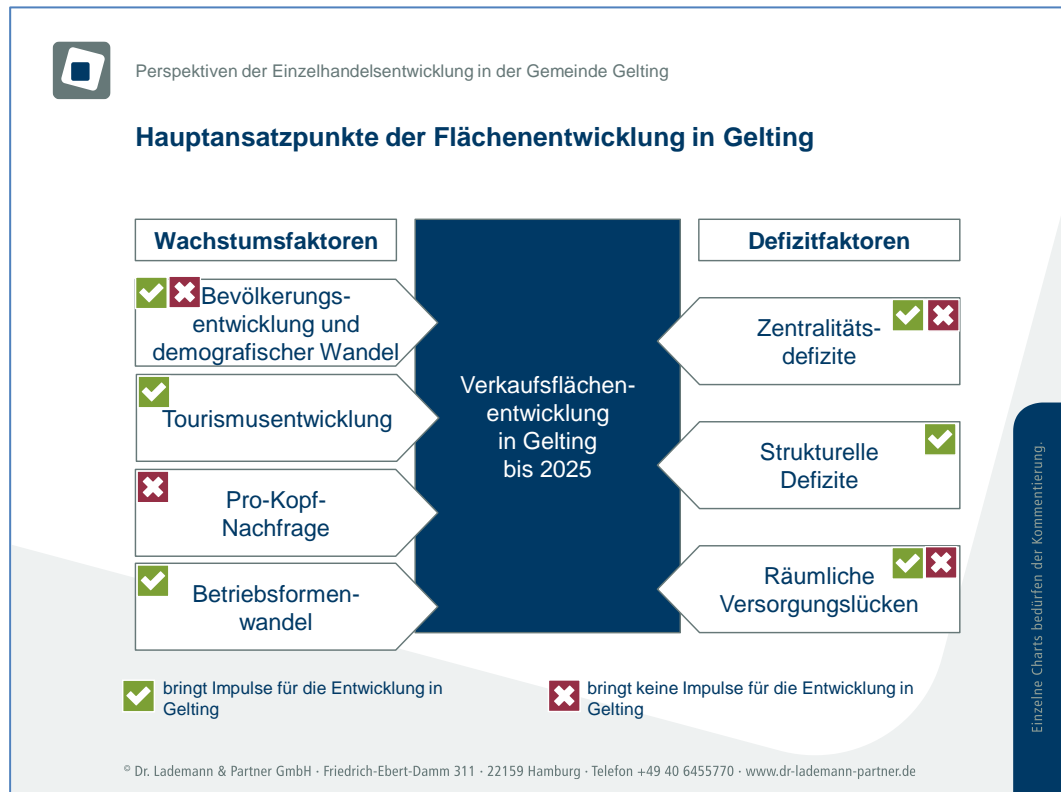 Perspektiven der Einzelhandelsentwicklung in der Gemeinde Gelting
Hauptansatzpunkte der Flächenentwicklung in Gelting
Wachstumsfaktoren
Bevölkerungs-
entwicklung und
demografischer Wandel
Tourismusentwicklung
Pro-Kopf-
Nachfrage
Betriebsformen-
wandel
Verkaufsflächen-
entwicklung
in Gelting
bis 2025
Defizitfaktoren
Zentralitäts-
defizite
Strukturelle
Defizite
Räumliche
Versorgungslücken
bringt Impulse für die Entwicklung in
Gelting
bringt keine Impulse für die Entwicklung in
Gelting
Einzelne Charts bedürfen der Kommentierung.
© Dr. Lademann & Partner GmbH · Friedrich-Ebert-Damm 311 · 22159 Hamburg · Telefon +49 40 6455770 · www.dr-lademann-partner.de